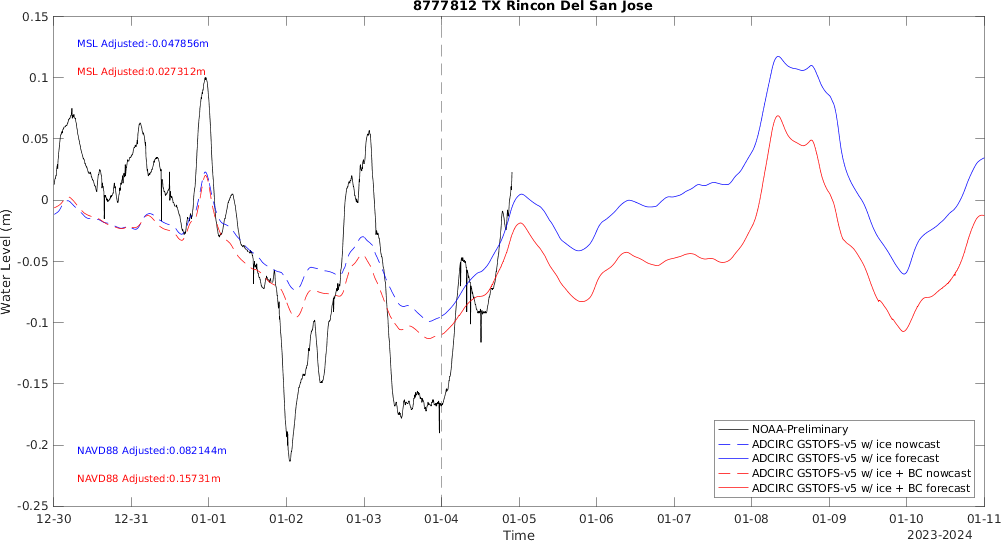 8777812 TX Rincon Del San Jose
MSL Adjusted:-0.047856m
MSL Adjusted:0.027312m
NAVD88 Adjusted:0.082144m
NAVD88 Adjusted:0.15731m
Water Level (m)
0.15
0.1
0.05
0
-0.05
-0.1
-0.15
-0.2
-0.25
NOAA-Preliminary
ADCIRC GSTOFS-v5 w/ ice nowcast
ADCIRC GSTOFS-v5 w/ ice forecast
ADCIRC GSTOFS-v5 w/ ice + BC nowcast
ADCIRC GSTOFS-v5 w/ ice + BC forecast
12-30 12-31 01-01 01-02 01-03 01-04 01-05 01-06 01-07 01-08 01-09 01-10 01-11
Time
2023-2024